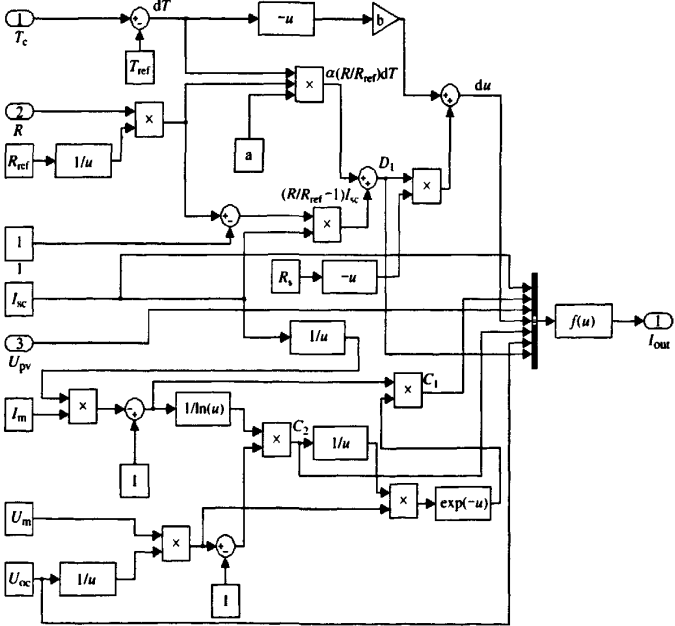 1
T_c
+
-
dT
T_ref
-u
b
2
R
×
R_ref
1/u
α(R/R_ref)dT
×
a
+
+
du
D_1
+
+
×
(R/R_ref -1)I_sc
+
-
×
1
1
I_sc
R_s
-u
3
U_pv
1/u
f(u)
1
I_out
I_m
×
-
+
1
1/ln(u)
×
C_1
×
C_2
1/u
×
exp(-u)
U_m
×
+
-
1
U_oc
1/u